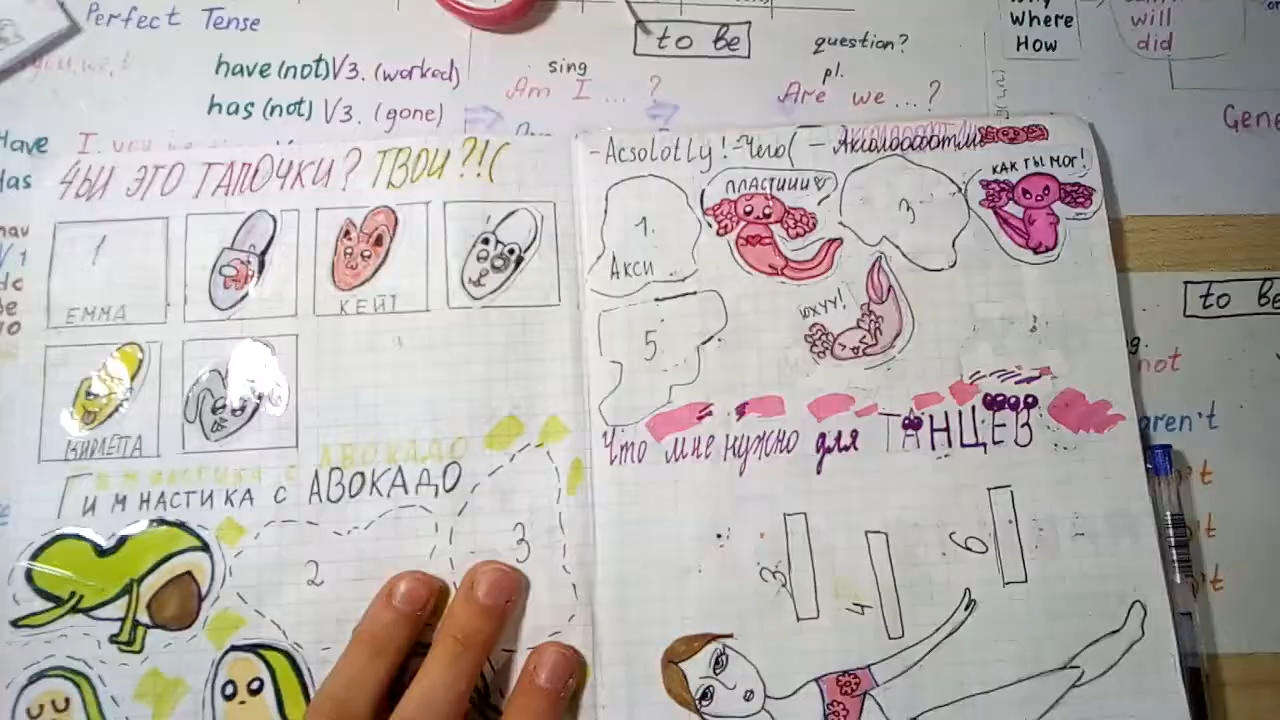 Perfect Tense
have (not) V3. (worked)
has (not) V3. (gone)
to be
question?
sing
pl.
Am I ... ?
Are we ... ?
Where
How
will
did
Have
Has
ЧЬИ ЭТО ТАПОЧКИ? ТВОИ?!(
1
ЕММА
КЕЙТ
ГИМНАСТИКА С АВОКАДО
2
3
-Acsolotly! -Чего( -
1.
АКСИ
ПЛАСТИИИ
3
КАК ТЫ МОГ!
ЮХУУ!
5
Что мне нужно для ТАНЦЕВ
3
4
6
to be
not
aren't